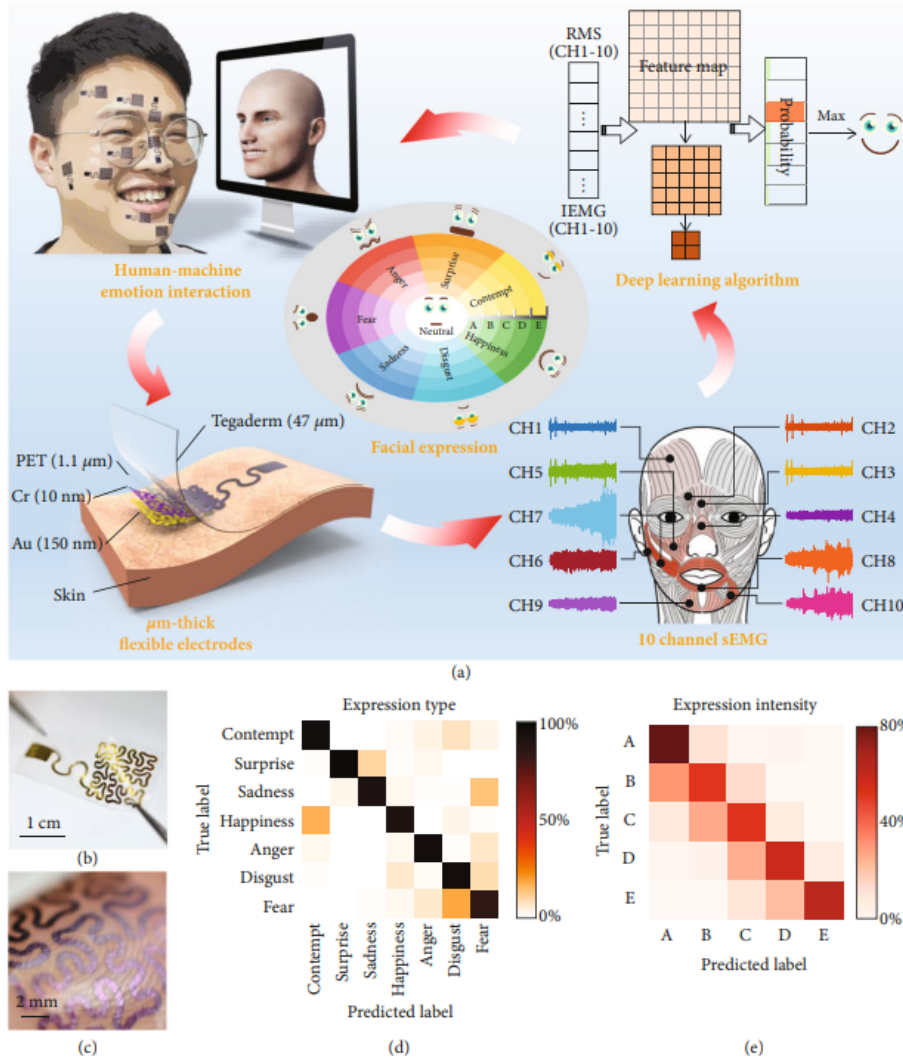 RMS
(CH1-10)
Feature map
Probability
Max
IEMG
(CH1-10)
Deep learning algorithm
Human-machine
emotion interaction
Anger
Surprise
Contempt
Fear
Neutral
A B C D E
Sadness
Disgust
Happiness
Facial expression
Tegaderm (47 μm)
PET (1.1 μm)
Cr (10 nm)
Au (150 nm)
Skin
μm-thick
flexible electrodes
CH1
CH2
CH5
CH3
CH7
CH4
CH6
CH8
CH9
CH10
10 channel sEMG
(a)
1 cm
(b)
2 mm
(c)
Expression type
True label
Contempt
Surprise
Sadness
Happiness
Anger
Disgust
Fear
100%
50%
0%
Contempt
Surprise
Sadness
Happiness
Anger
Disgust
Fear
Predicted label
(d)
Expression intensity
True label
A
B
C
D
E
80%
40%
0%
A B C D E
Predicted label
(e)